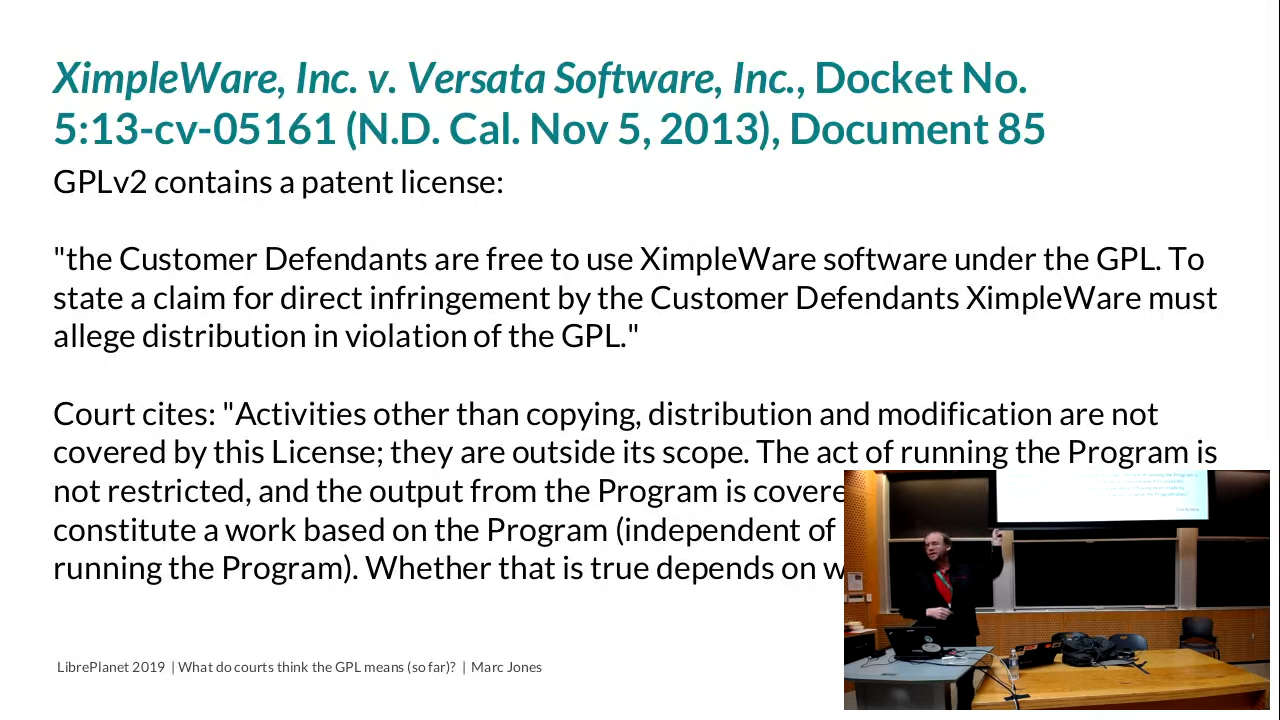 XimpleWare, Inc. v. Versata Software, Inc., Docket No.
5:13-cv-05161 (N.D. Cal. Nov 5, 2013), Document 85
GPLv2 contains a patent license:
"the Customer Defendants are free to use XimpleWare software under the GPL. To
state a claim for direct infringement by the Customer Defendants XimpleWare must
allege distribution in violation of the GPL."
Court cites: "Activities other than copying, distribution and modification are not
covered by this License; they are outside its scope. The act of running the Program is
not restricted, and the output from the Program is
constitute a work based on the Program (independent of
running the Program). Whether that is true depends on
LibrePlanet 2019 | What do courts think the GPL means (so far)? | Marc Jones